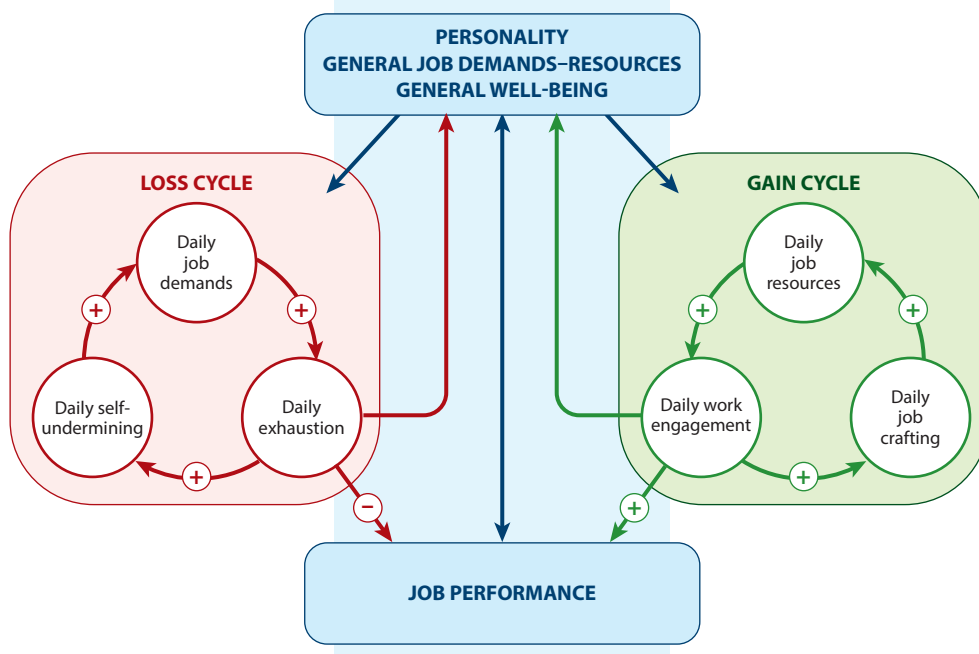 PERSONALITY
GENERAL JOB DEMANDS–RESOURCES
GENERAL WELL-BEING
LOSS CYCLE
Daily
job
demands
+
+
Daily self-
undermining
Daily
exhaustion
+
–
GAIN CYCLE
Daily
job
resources
+
+
Daily work
engagement
Daily
job
crafting
+
+
JOB PERFORMANCE